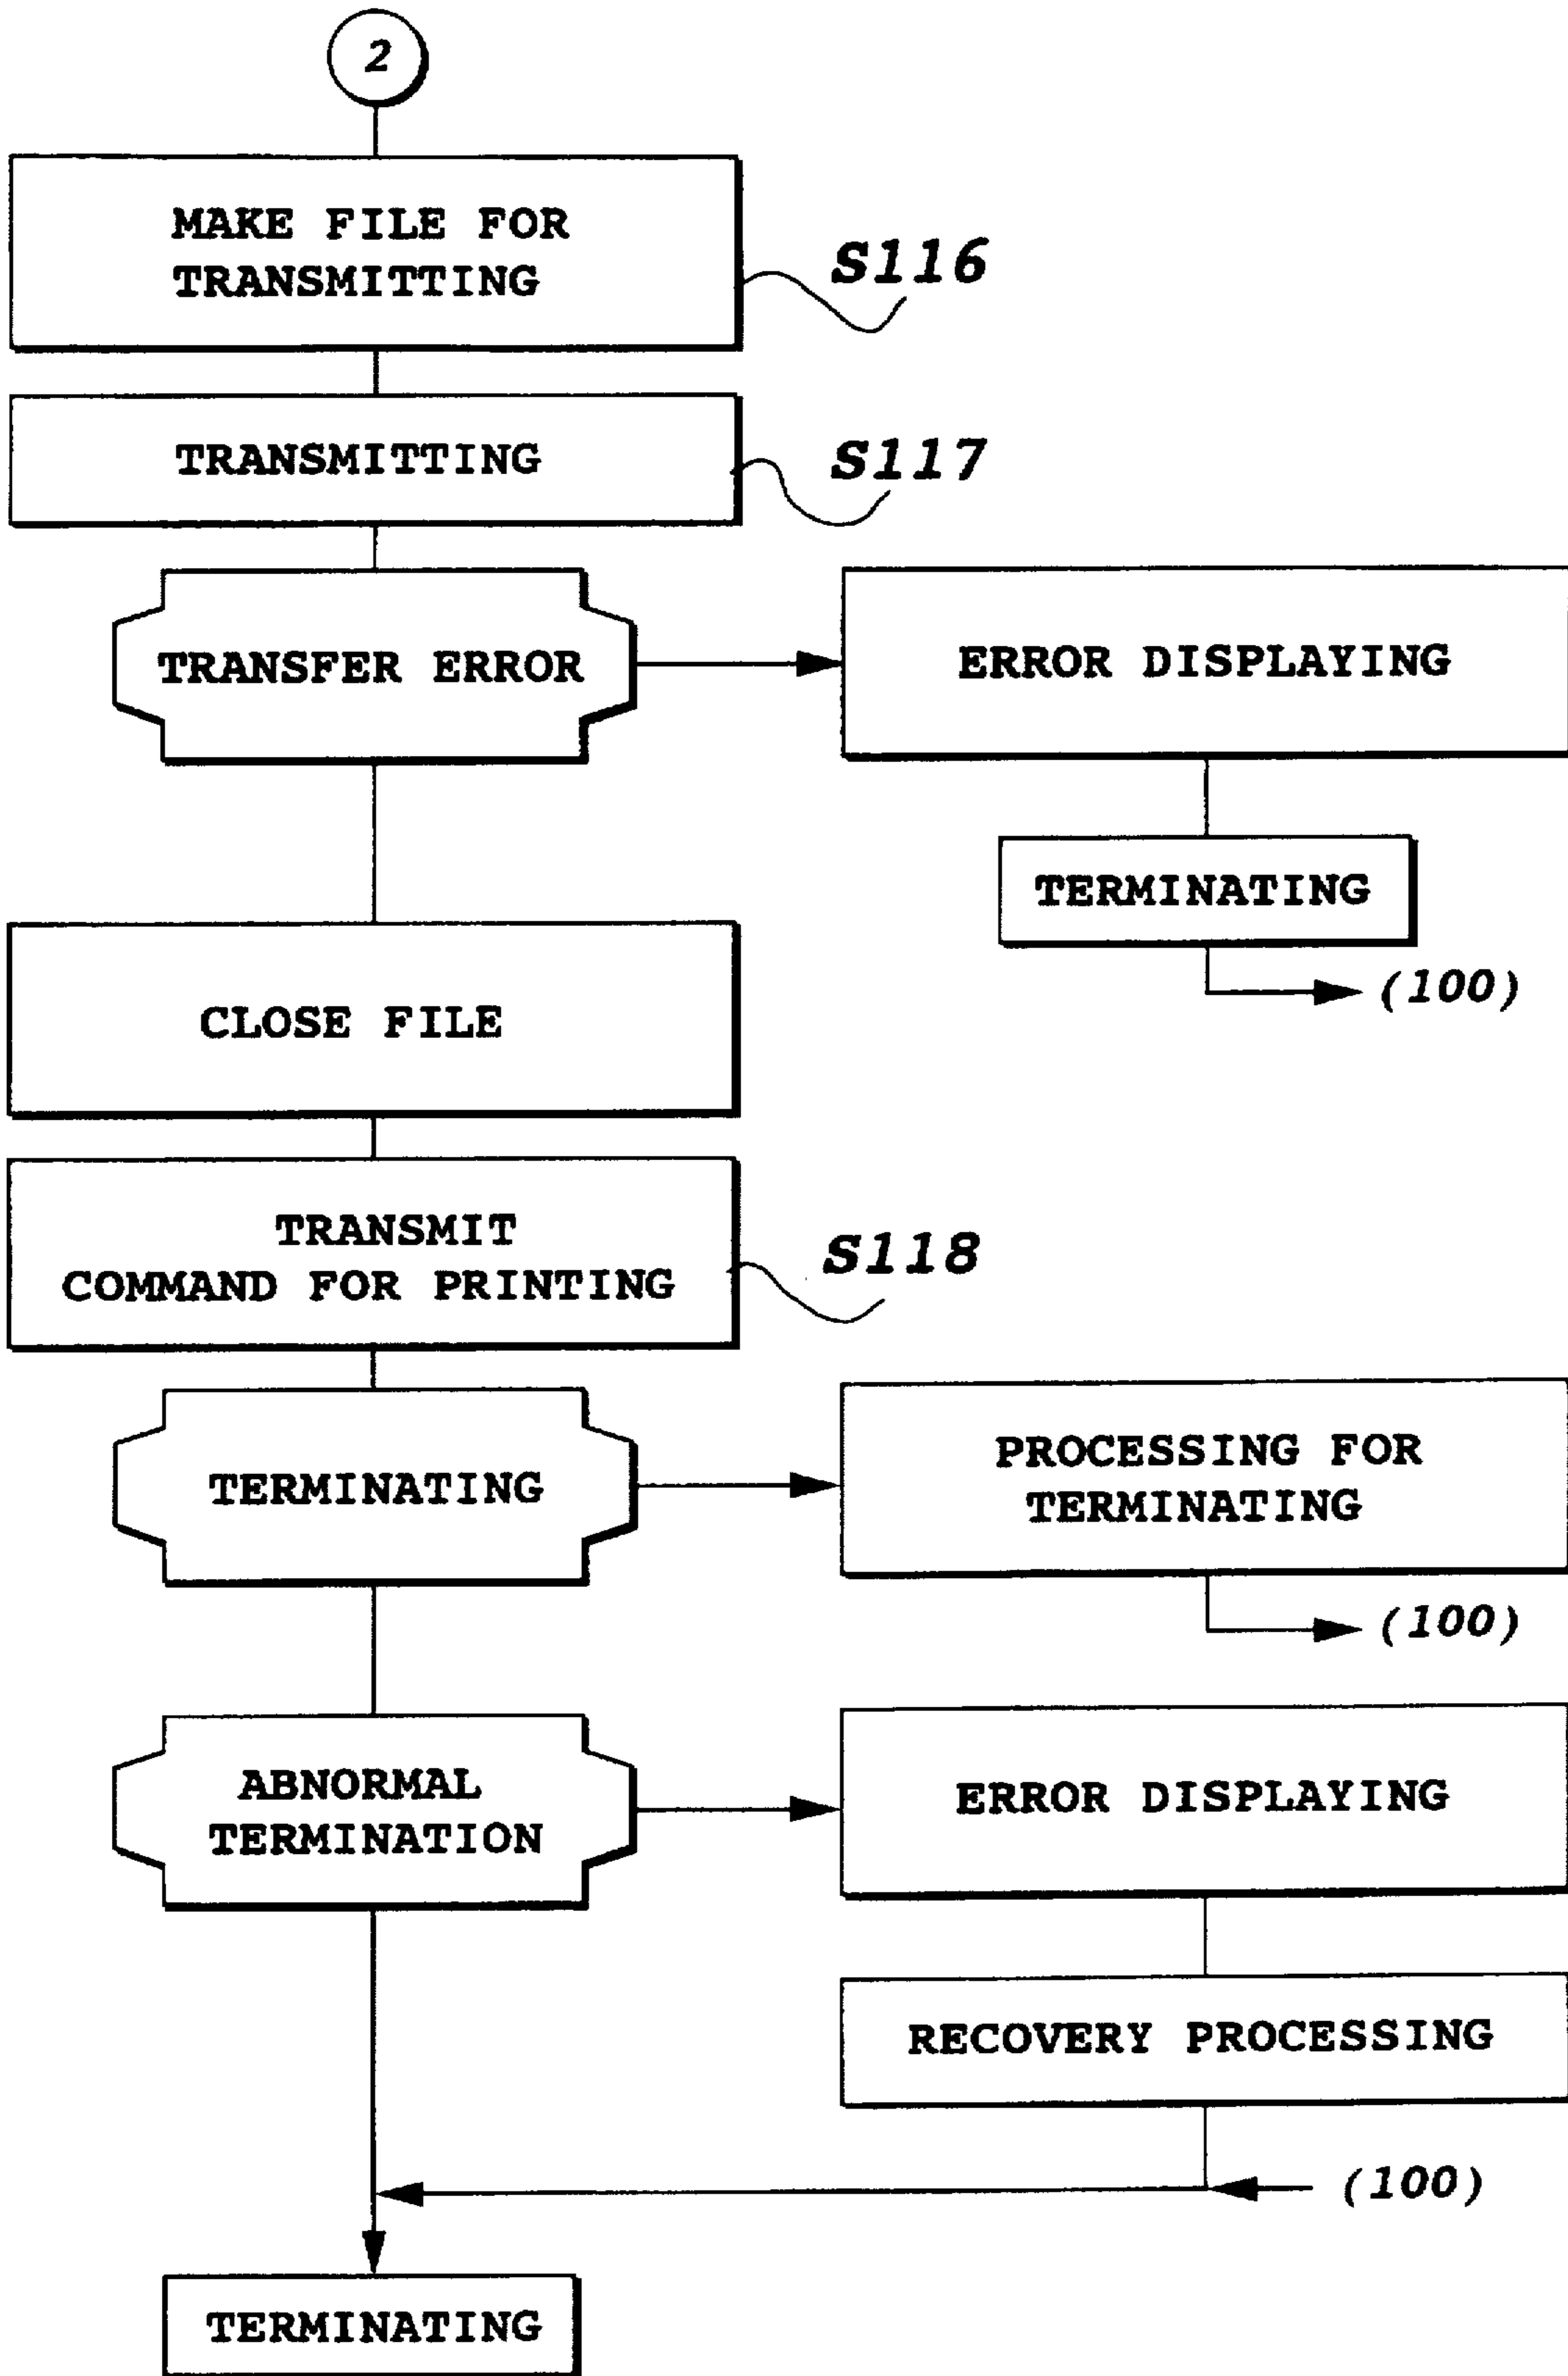 2
MAKE FILE FOR
TRANSMITTING
S116
TRANSMITTING
S117
TRANSFER ERROR
ERROR DISPLAYING
TERMINATING
(100)
CLOSE FILE
TRANSMIT
COMMAND FOR PRINTING
S118
TERMINATING
PROCESSING FOR
TERMINATING
(100)
ABNORMAL
TERMINATION
ERROR DISPLAYING
RECOVERY PROCESSING
(100)
TERMINATING